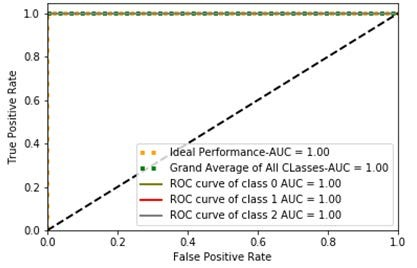 1.0
0.8
0.6
0.4
0.2
0.0
True Positive Rate
Ideal Performance-AUC = 1.00
Grand Average of All CLasses-AUC = 1.00
ROC curve of class 0 AUC = 1.00
ROC curve of class 1 AUC = 1.00
ROC curve of class 2 AUC = 1.00
0.0 0.2 0.4 0.6 0.8 1.0
False Positive Rate